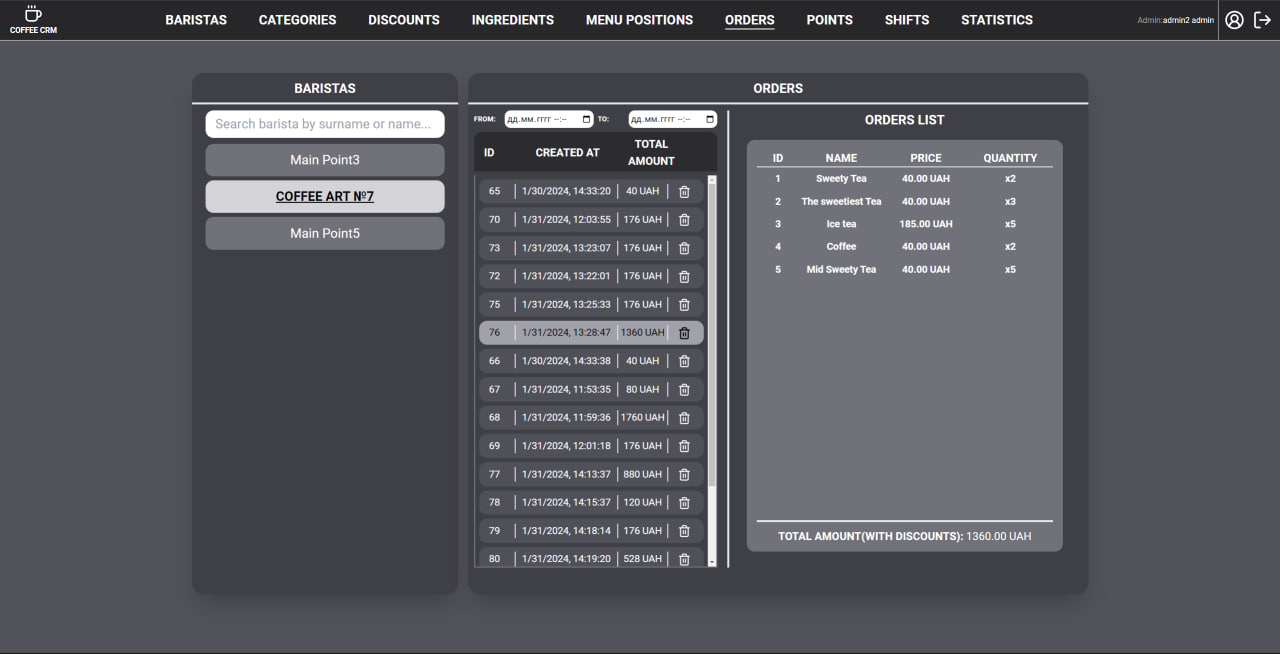 COFFEE CRM
BARISTAS CATEGORIES DISCOUNTS INGREDIENTS MENU POSITIONS ORDERS POINTS SHIFTS STATISTICS
Admin:admin2 admin
BARISTAS
Search barista by surname or name...
Main Point3
COFFEE ART №7
Main Point5
ORDERS
FROM: дд.мм.гггг --:-- TO: дд.мм.гггг --:--
ID CREATED AT TOTAL AMOUNT
65 1/30/2024, 14:33:20 40 UAH
70 1/31/2024, 12:03:55 176 UAH
73 1/31/2024, 13:23:07 176 UAH
72 1/31/2024, 13:22:01 176 UAH
75 1/31/2024, 13:25:33 176 UAH
76 1/31/2024, 13:28:47 1360 UAH
66 1/30/2024, 14:33:38 40 UAH
67 1/31/2024, 11:53:35 80 UAH
68 1/31/2024, 11:59:36 1760 UAH
69 1/31/2024, 12:01:18 176 UAH
77 1/31/2024, 14:13:37 880 UAH
78 1/31/2024, 14:15:37 120 UAH
79 1/31/2024, 14:18:14 176 UAH
80 1/31/2024, 14:19:20 528 UAH
ORDERS LIST
ID NAME PRICE QUANTITY
1 Sweety Tea 40.00 UAH x2
2 The sweetiest Tea 40.00 UAH x3
3 Ice tea 185.00 UAH x5
4 Coffee 40.00 UAH x2
5 Mid Sweety Tea 40.00 UAH x5
TOTAL AMOUNT(WITH DISCOUNTS): 1360.00 UAH